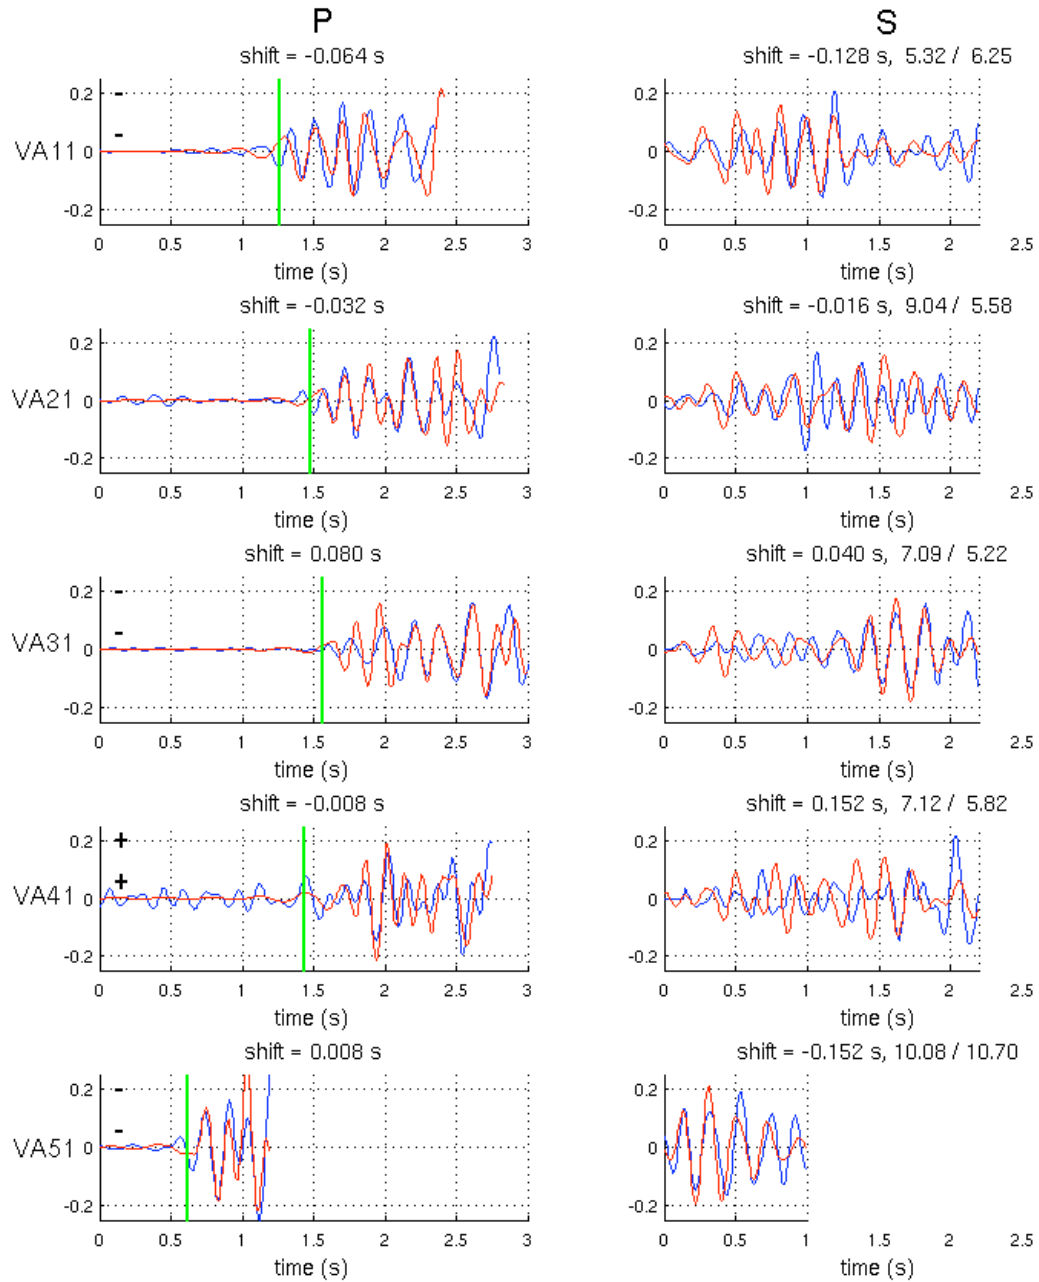 P S
shift = -0.064 s shift = -0.128 s, 5.32 / 6.25
0.2 - 0.2
-
VA11 0 0
-0.2 -0.2
0 0.5 1 1.5 2 2.5 3 0 0.5 1 1.5 2 2.5
time (s) time (s)
shift = -0.032 s shift = -0.016 s, 9.04 / 5.58
0.2 0.2
VA21 0 0
-0.2 -0.2
0 0.5 1 1.5 2 2.5 3 0 0.5 1 1.5 2 2.5
time (s) time (s)
shift = 0.080 s shift = 0.040 s, 7.09 / 5.22
0.2 - 0.2
-
VA31 0 0
-0.2 -0.2
0 0.5 1 1.5 2 2.5 3 0 0.5 1 1.5 2 2.5
time (s) time (s)
shift = -0.008 s shift = 0.152 s, 7.12 / 5.82
0.2 + 0.2
+
VA41 0 0
-0.2 -0.2
0 0.5 1 1.5 2 2.5 3 0 0.5 1 1.5 2 2.5
time (s) time (s)
shift = 0.008 s shift = -0.152 s, 10.08 / 10.70
0.2 - 0.2
-
VA51 0 0
-0.2 -0.2
0 0.5 1 1.5 2 2.5 3 0 0.5 1 1.5 2 2.5
time (s) time (s)